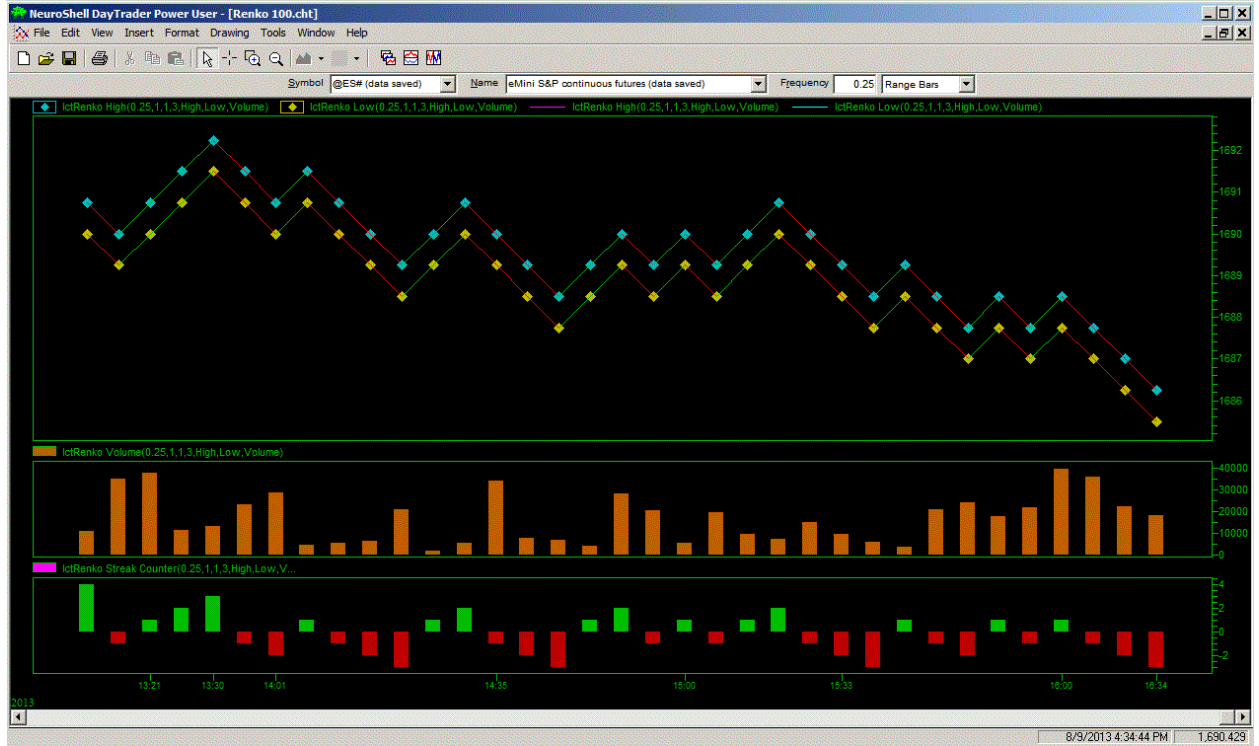 NeuroShell DayTrader Power User - [Renko 100.cht]
File Edit View Insert Format Drawing Tools Window Help
Symbol @ES# (data saved) Name eMini S&P continuous futures (data saved) Frequency 0.25 Range Bars
IctRenko High(0.25,1,1,3,High,Low,Volume) IctRenko Low(0.25,1,1,3,High,Low,Volume) IctRenko High(0.25,1,1,3,High,Low,Volume) IctRenko Low(0.25,1,1,3,High,Low,Volume)
1692
1691
1690
1689
1688
1687
1686
IctRenko Volume(0.25,1,1,3,High,Low,Volume)
40000
30000
20000
10000
0
IctRenko Streak Counter(0.25,1,1,3,High,Low,V...
4
2
0
-2
13:21 13:30 14:01 14:35 15:00 15:33 16:00 16:34
2013
8/9/2013 4:34:44 PM 1,690.429